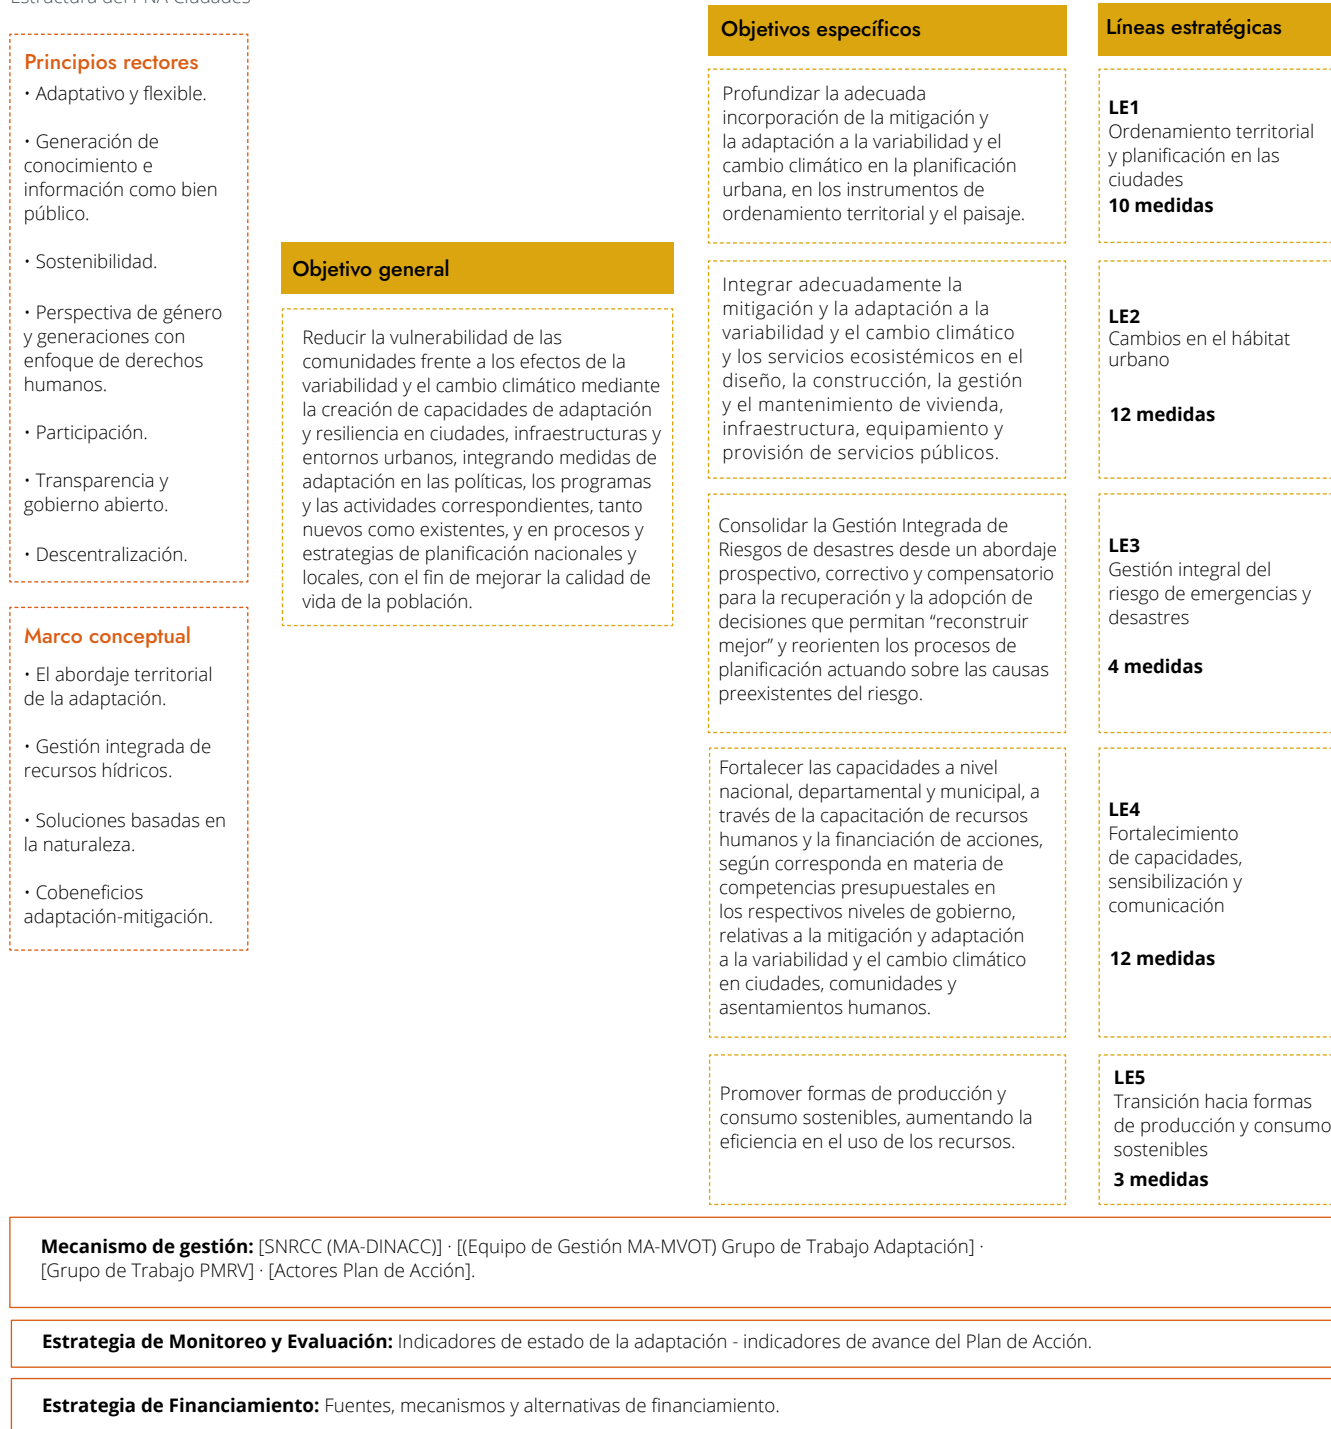 Estructura del PNA Ciudades
Principios rectores
· Adaptativo y flexible.
· Generación de
conocimiento e
información como bien
público.
· Sostenibilidad.
· Perspectiva de género
y generaciones con
enfoque de derechos
humanos.
· Participación.
· Transparencia y
gobierno abierto.
· Descentralización.
Marco conceptual
· El abordaje territorial
de la adaptación.
· Gestión integrada de
recursos hídricos.
· Soluciones basadas en
la naturaleza.
· Cobeneficios
adaptación-mitigación.
Objetivo general
Reducir la vulnerabilidad de las
comunidades frente a los efectos de la
variabilidad y el cambio climático mediante
la creación de capacidades de adaptación
y resiliencia en ciudades, infraestructuras y
entornos urbanos, integrando medidas de
adaptación en las políticas, los programas
y las actividades correspondientes, tanto
nuevos como existentes, y en procesos y
estrategias de planificación nacionales y
locales, con el fin de mejorar la calidad de
vida de la población.
Objetivos específicos
Profundizar la adecuada
incorporación de la mitigación y
la adaptación a la variabilidad y el
cambio climático en la planificación
urbana, en los instrumentos de
ordenamiento territorial y el paisaje.
Integrar adecuadamente la
mitigación y la adaptación a la
variabilidad y el cambio climático
y los servicios ecosistémicos en el
diseño, la construcción, la gestión
y el mantenimiento de vivienda,
infraestructura, equipamiento y
provisión de servicios públicos.
Consolidar la Gestión Integrada de
Riesgos de desastres desde un abordaje
prospectivo, correctivo y compensatorio
para la recuperación y la adopción de
decisiones que permitan “reconstruir
mejor” y reorienten los procesos de
planificación actuando sobre las causas
preexistentes del riesgo.
Fortalecer las capacidades a nivel
nacional, departamental y municipal, a
través de la capacitación de recursos
humanos y la financiación de acciones,
según corresponda en materia de
competencias presupuestales en
los respectivos niveles de gobierno,
relativas a la mitigación y adaptación
a la variabilidad y el cambio climático
en ciudades, comunidades y
asentamientos humanos.
Promover formas de producción y
consumo sostenibles, aumentando la
eficiencia en el uso de los recursos.
Líneas estratégicas
LE1
Ordenamiento territorial
y planificación en las
ciudades
10 medidas
LE2
Cambios en el hábitat
urbano
12 medidas
LE3
Gestión integral del
riesgo de emergencias y
desastres
4 medidas
LE4
Fortalecimiento
de capacidades,
sensibilización y
comunicación
12 medidas
LE5
Transición hacia formas
de producción y consumo
sostenibles
3 medidas
Mecanismo de gestión: [SNRCC (MA-DINACC)] · [(Equipo de Gestión MA-MVOT) Grupo de Trabajo Adaptación] ·
[Grupo de Trabajo PMRV] · [Actores Plan de Acción].
Estrategia de Monitoreo y Evaluación: Indicadores de estado de la adaptación - indicadores de avance del Plan de Acción.
Estrategia de Financiamiento: Fuentes, mecanismos y alternativas de financiamiento.